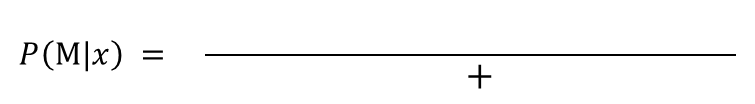 P(M|x) =
+